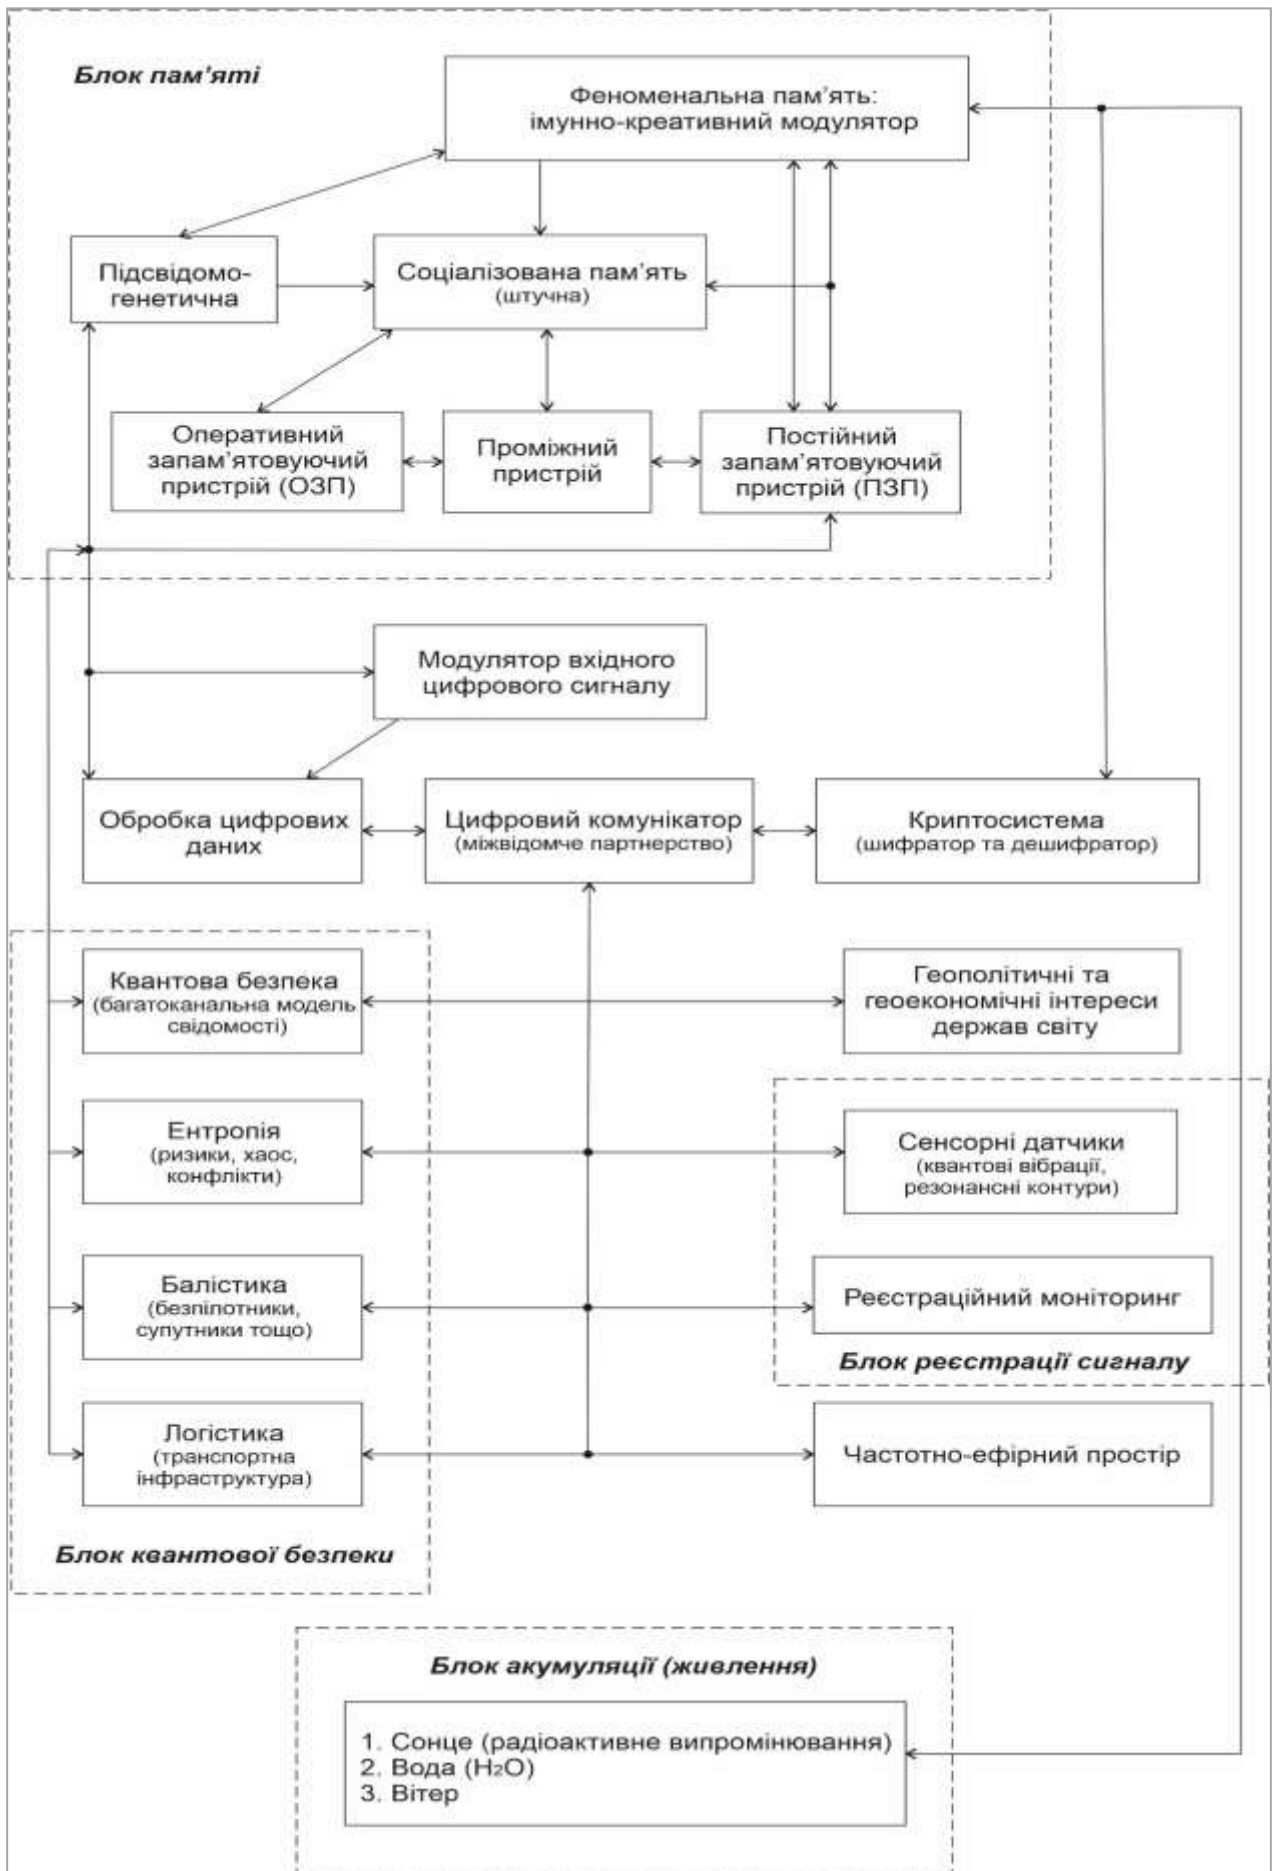 Блок пам’яті
Феноменальна пам’ять:
імунно-креативний модулятор
Підсвідомо-
генетична
Соціалізована пам’ять
(штучна)
Оперативний
запам’ятовуючий
пристрій (ОЗП)
Проміжний
пристрій
Постійний
запам’ятовуючий
пристрій (ПЗП)
Модулятор вхідного
цифрового сигналу
Обробка цифрових
даних
Цифровий комунікатор
(міжвідомче партнерство)
Криптосистема
(шифратор та дешифратор)
Квантова безпека
(багатоканальна модель
свідомості)
Геополітичні та
геоекономічні інтереси
держав світу
Ентропія
(ризики, хаос,
конфлікти)
Сенсорні датчики
(квантові вібрації,
резонансні контури)
Балістика
(безпілотники,
супутники тощо)
Реєстраційний моніторинг
Блок реєстрації сигналу
Логістика
(транспортна
інфраструктура)
Частотно-ефірний простір
Блок квантової безпеки
Блок акумуляції (живлення)
1. Сонце (радіоактивне випромінювання)
2. Вода (H₂O)
3. Вітер